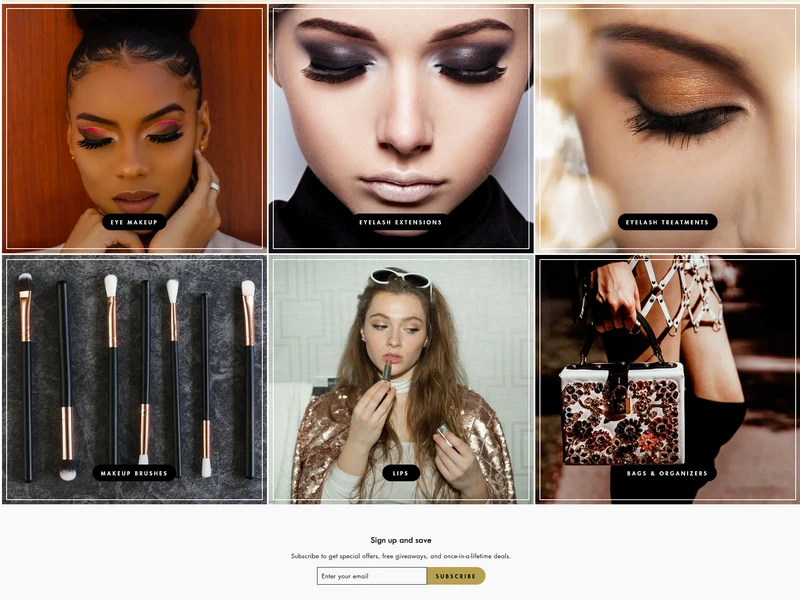 EYE MAKEUP
EYELASH EXTENSIONS
EYELASH TREATMENTS
MAKEUP BRUSHES
LIPS
BAGS & ORGANIZERS
Sign up and save
Subscribe to get special offers, free giveaways, and once-in-a-lifetime deals.
Enter your email
SUBSCRIBE